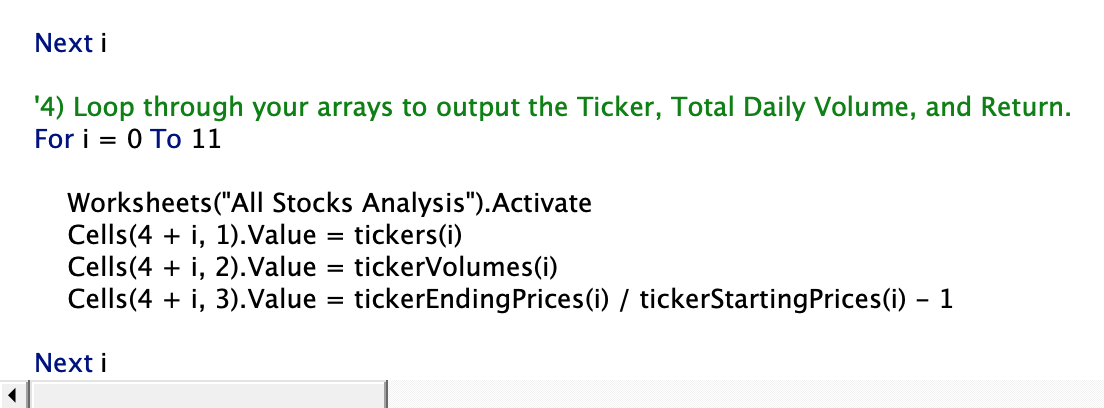 Next i
'4) Loop through your arrays to output the Ticker, Total Daily Volume, and Return.
For i = 0 To 11
Worksheets("All Stocks Analysis").Activate
Cells(4 + i, 1).Value = tickers(i)
Cells(4 + i, 2).Value = tickerVolumes(i)
Cells(4 + i, 3).Value = tickerEndingPrices(i) / tickerStartingPrices(i) - 1
Next i